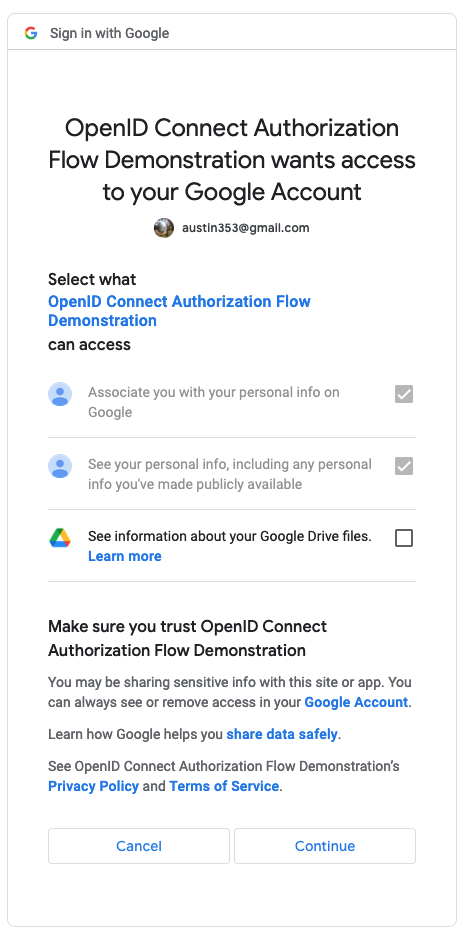 Sign in with Google
OpenID Connect Authorization
Flow Demonstration wants access
to your Google Account
austin353@gmail.com
Select what
OpenID Connect Authorization Flow
Demonstration
can access
Associate you with your personal info on
Google
See your personal info, including any personal
info you've made publicly available
See information about your Google Drive files.
Learn more
Make sure you trust OpenID Connect
Authorization Flow Demonstration
You may be sharing sensitive info with this site or app. You
can always see or remove access in your Google Account.
Learn how Google helps you share data safely.
See OpenID Connect Authorization Flow Demonstration’s
Privacy Policy and Terms of Service.
Cancel
Continue